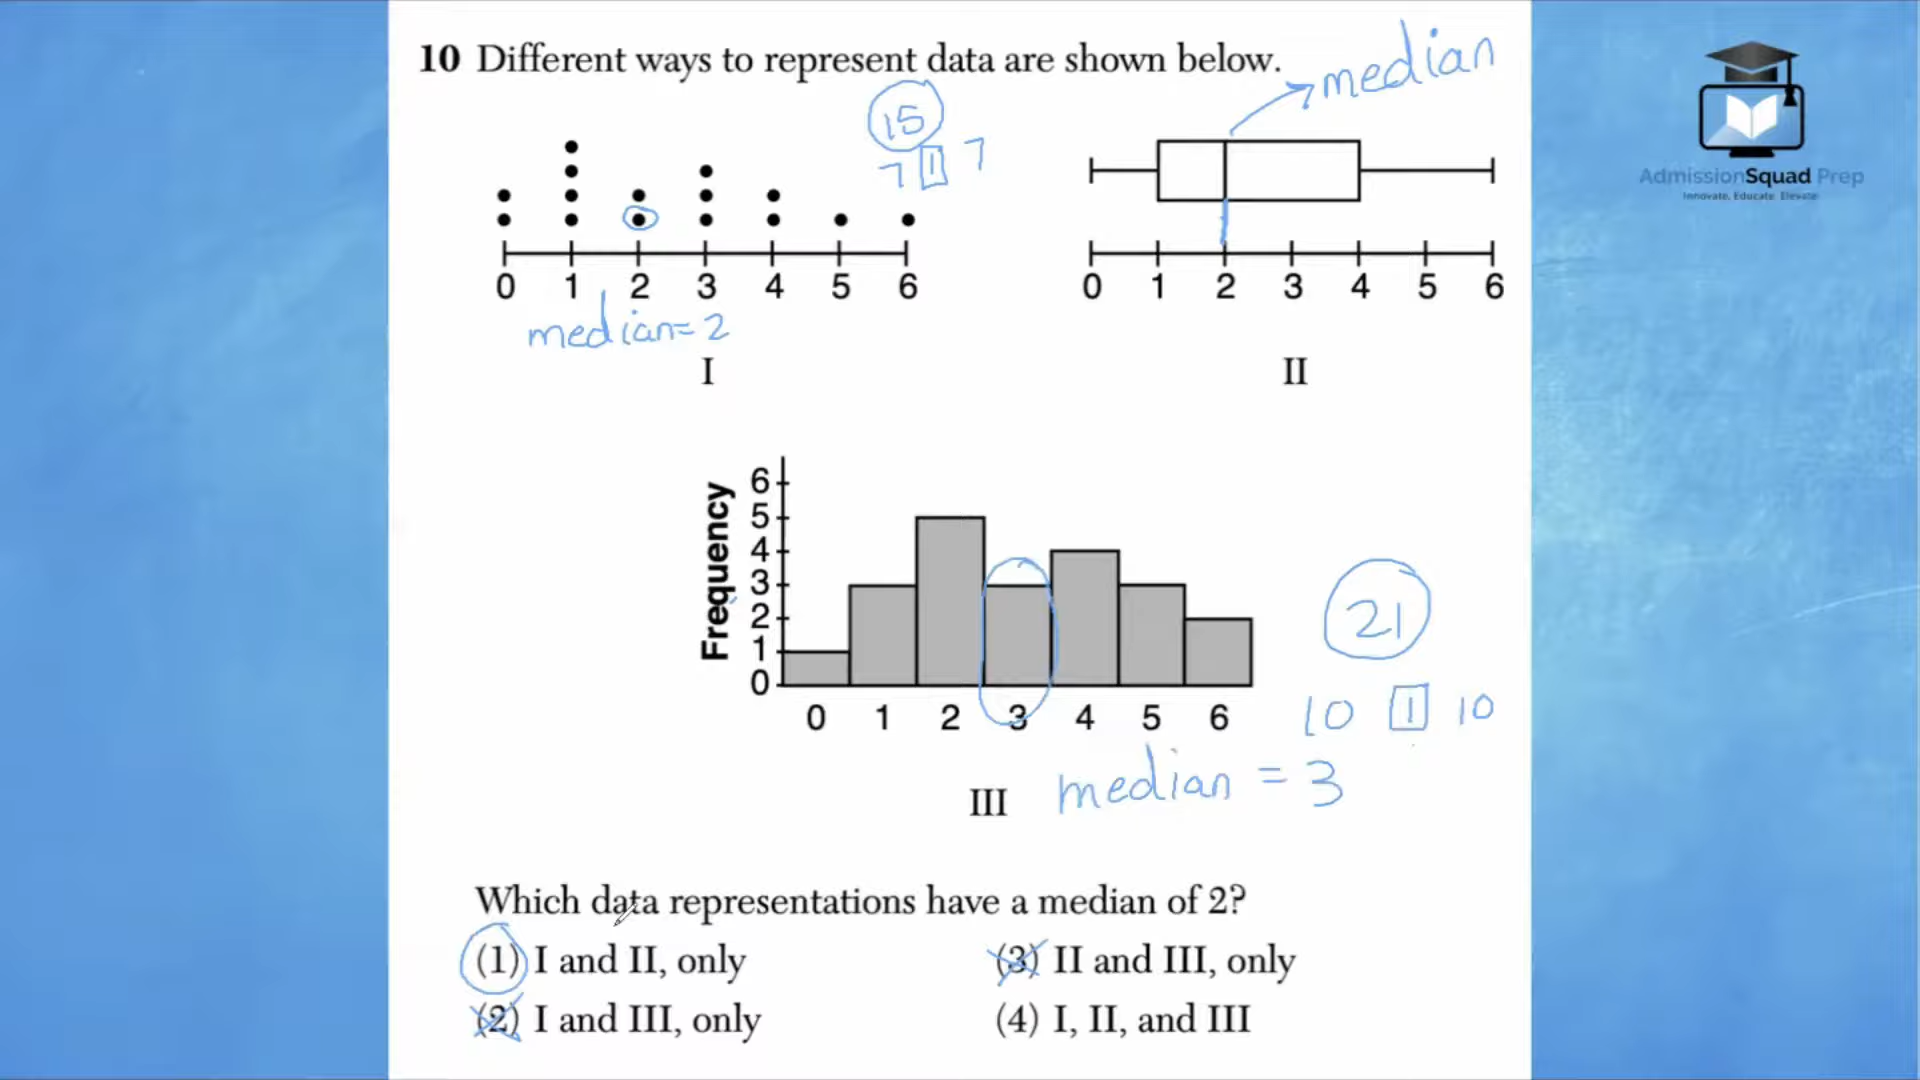 10 Different ways to represent data are shown below.
15
7 1 7
0 1 2 3 4 5 6
median = 2
I
median
0 1 2 3 4 5 6
II
AdmissionSquad Prep
Innovate, Educate, Elevate
Frequency
6
5
4
3
2
1
0
0 1 2 3 4 5 6
III
21
10 1 10
median = 3
Which data representations have a median of 2?
(1) I and II, only
(2) I and III, only
(3) II and III, only
(4) I, II, and III